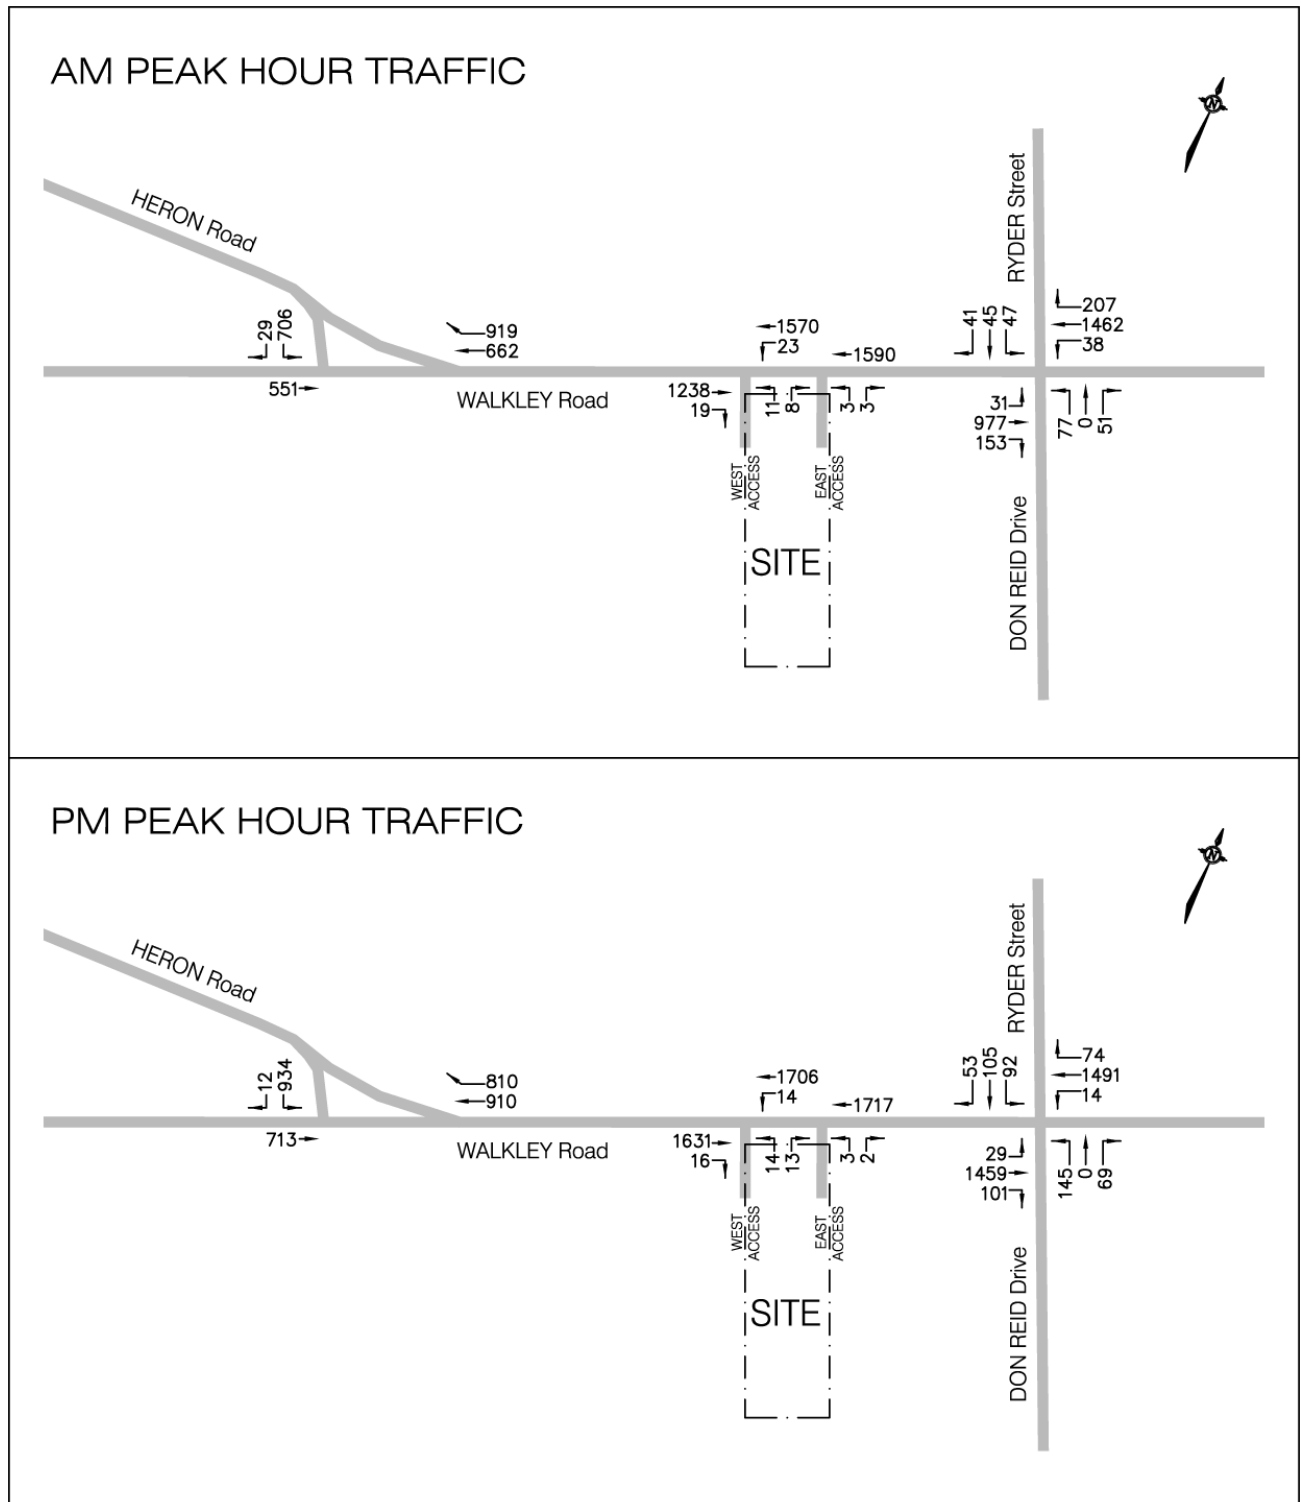 AM PEAK HOUR TRAFFIC
N
HERON Road
RYDER Street
29
706
919
662
551
WALKLEY Road
1570
23
1590
1238
19
11
8
3
3
41
45
47
207
1462
38
31
977
153
77
0
51
WEST
ACCESS
EAST
ACCESS
SITE
DON REID Drive
PM PEAK HOUR TRAFFIC
N
HERON Road
RYDER Street
12
934
810
910
713
WALKLEY Road
1706
14
1717
1631
16
14
13
3
2
53
105
92
74
1491
14
29
1459
101
145
0
69
WEST
ACCESS
EAST
ACCESS
SITE
DON REID Drive